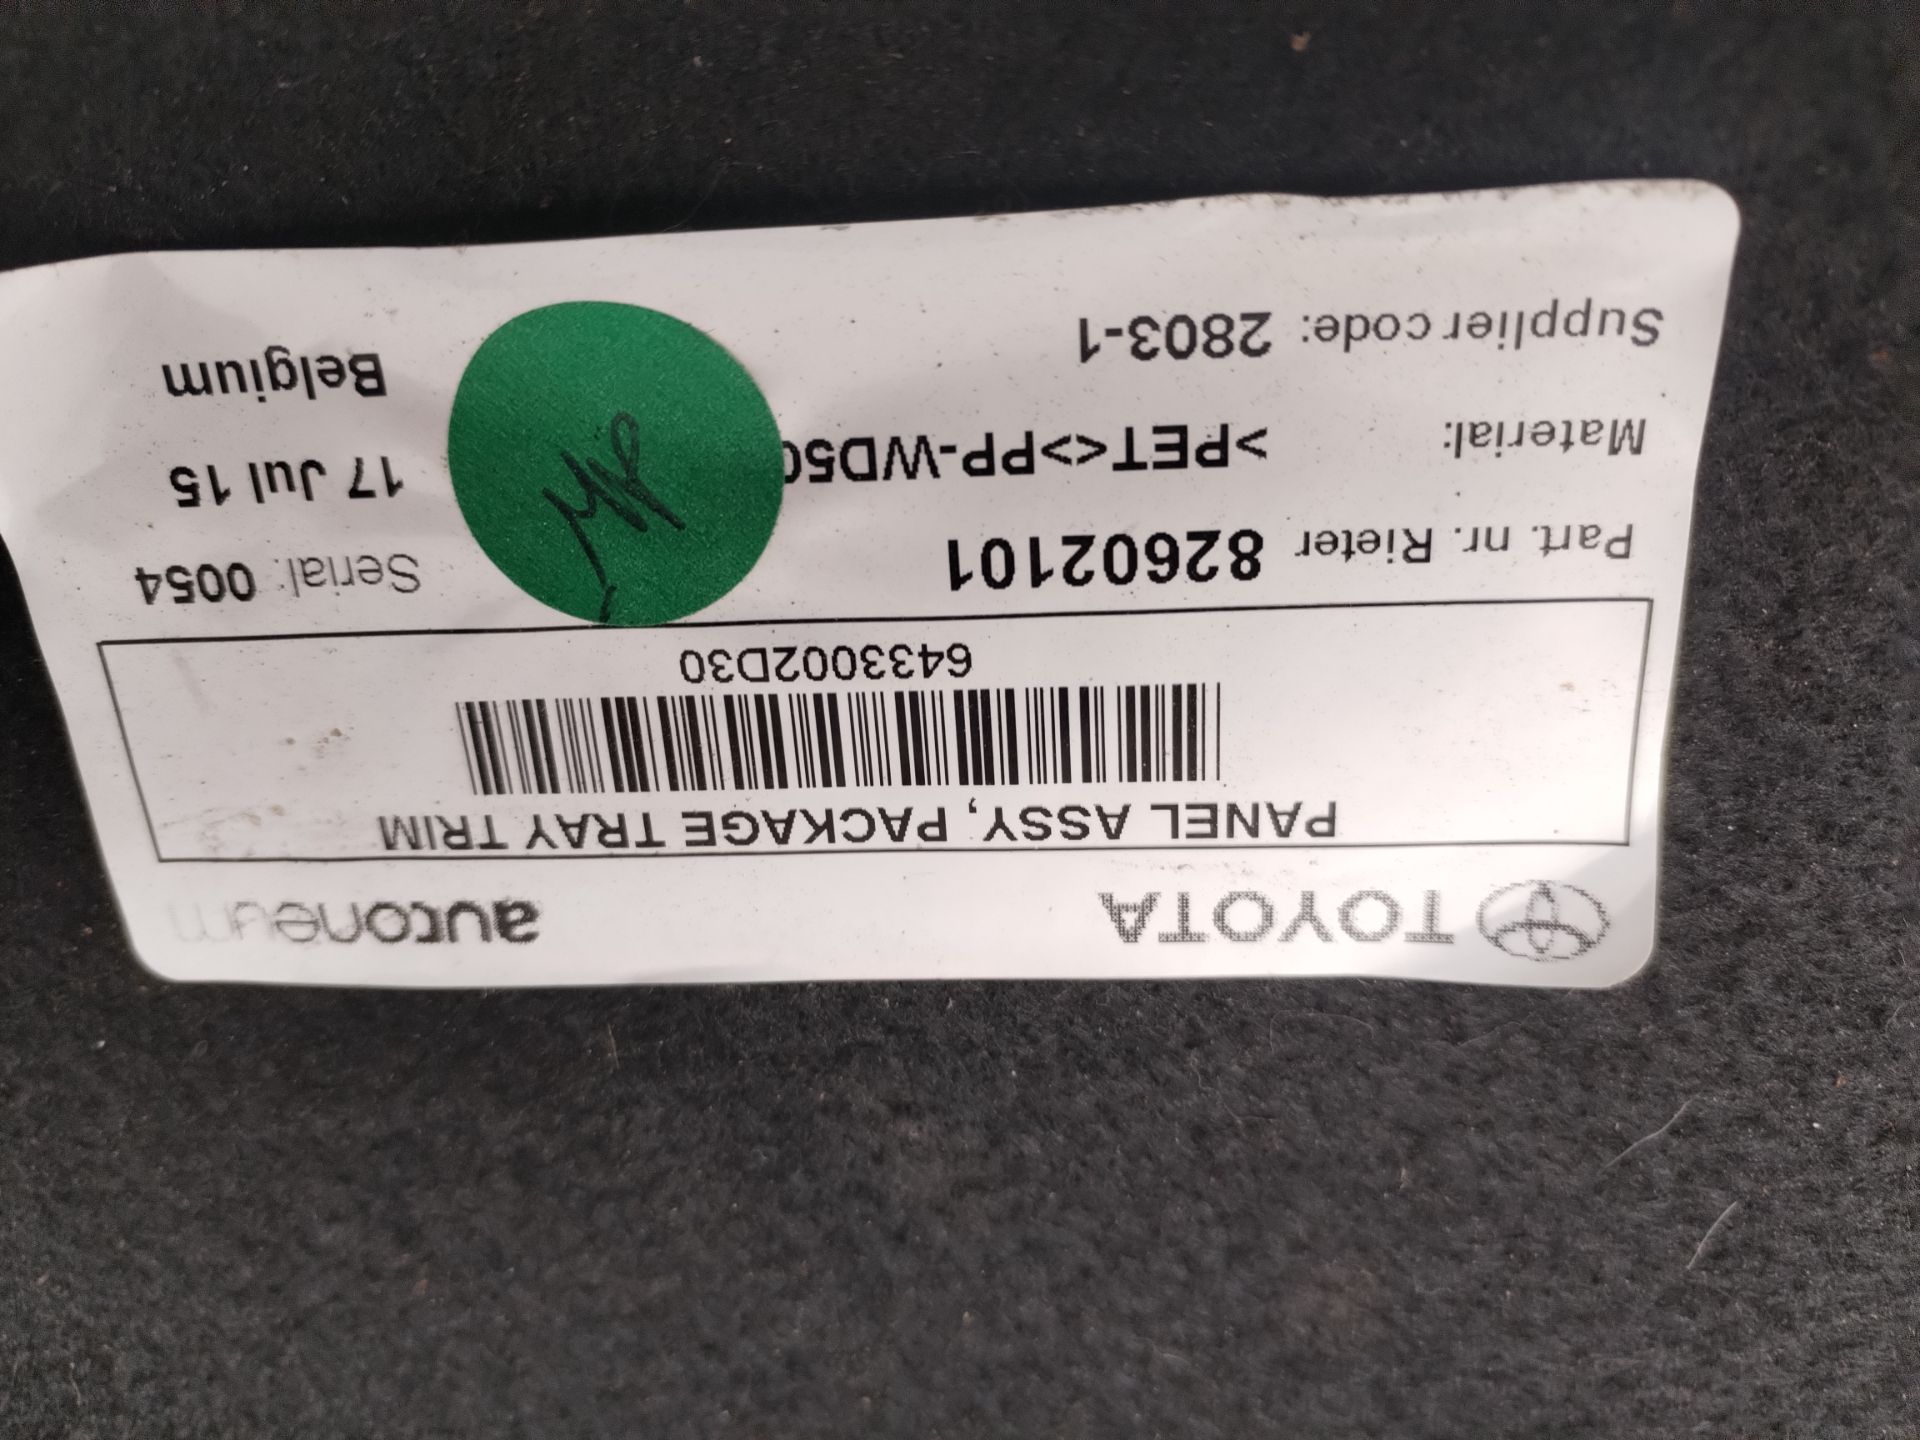 TOYOTA autoneum
PANEL ASSY, PACKAGE TRAY TRIM
6433002D30
Part. nr. Rieter 82602101 Serial: 0054
Material: >PET<>PP-WD50 17 Jul 15
Supplier code: 2803-1 Belgium